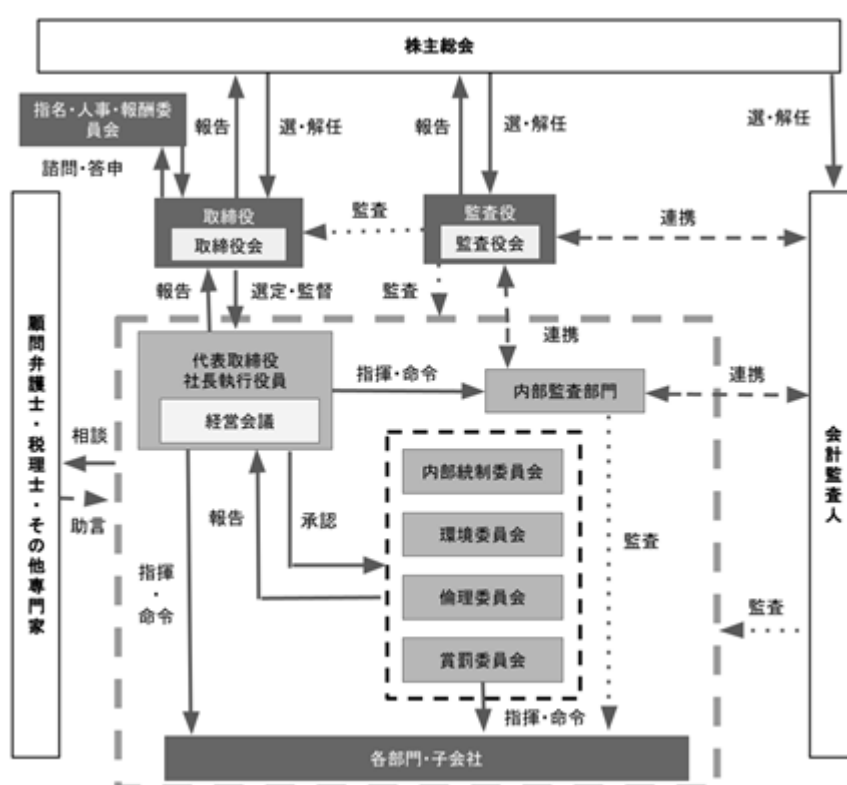 株主総会
指名・人事・報酬委
員会
報告
選・解任
報告
選・解任
選・解任
諮問・答申
取締役
取締役会
監査
監査役
監査役会
連携
報告
選定・監督
監査
連携
代表取締役
社長執行役員
経営会議
指揮・命令
内部監査部門
連携
顧問弁護士・税理士・その他専門家
相談
助言
報告
承認
内部統制委員会
環境委員会
倫理委員会
賞罰委員会
監査
会計監査人
監査
指揮
・
命令
指揮・命令
各部門・子会社